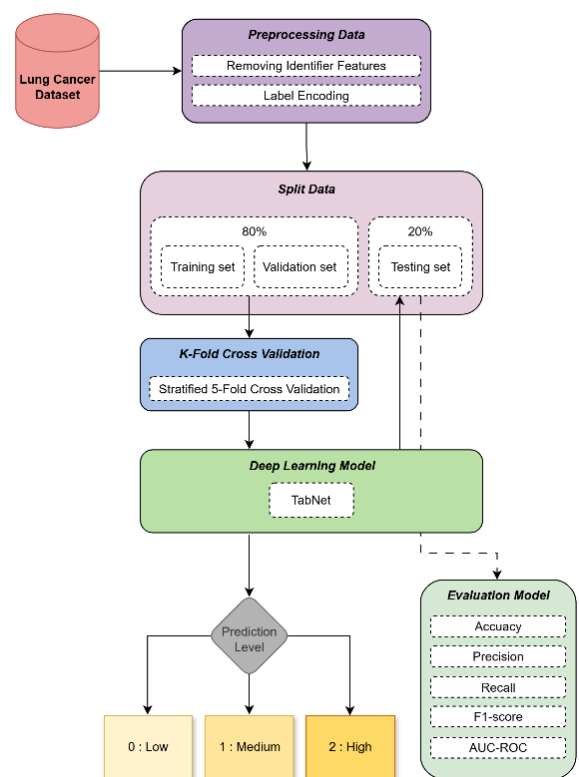 Lung Cancer
Dataset
Preprocessing Data
Removing Identifier Features
Label Encoding
Split Data
80%
Training set
Validation set
20%
Testing set
K-Fold Cross Validation
Stratified 5-Fold Cross Validation
Deep Learning Model
TabNet
Prediction
Level
0 : Low
1 : Medium
2 : High
Evaluation Model
Accuacy
Precision
Recall
F1-score
AUC-ROC